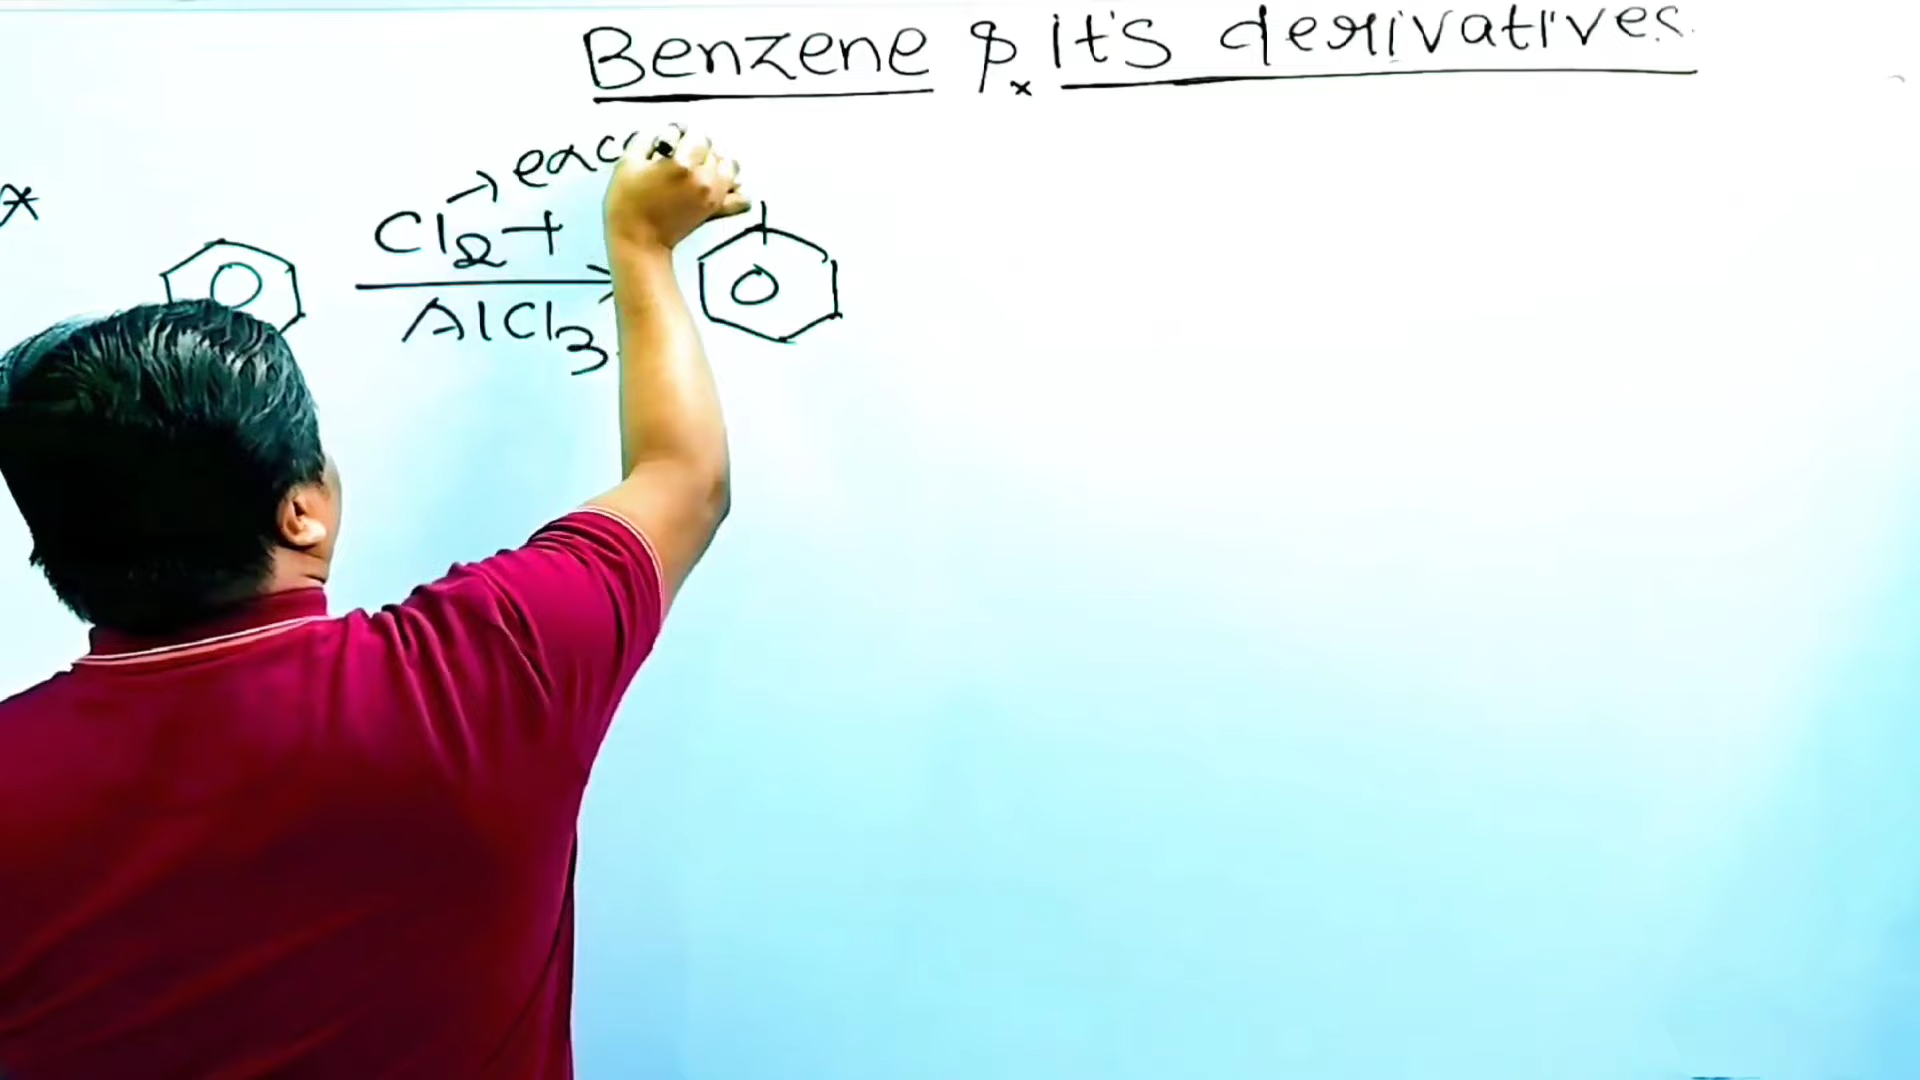 Benzene & it's derivatives.
Cl2 +
AlCl3